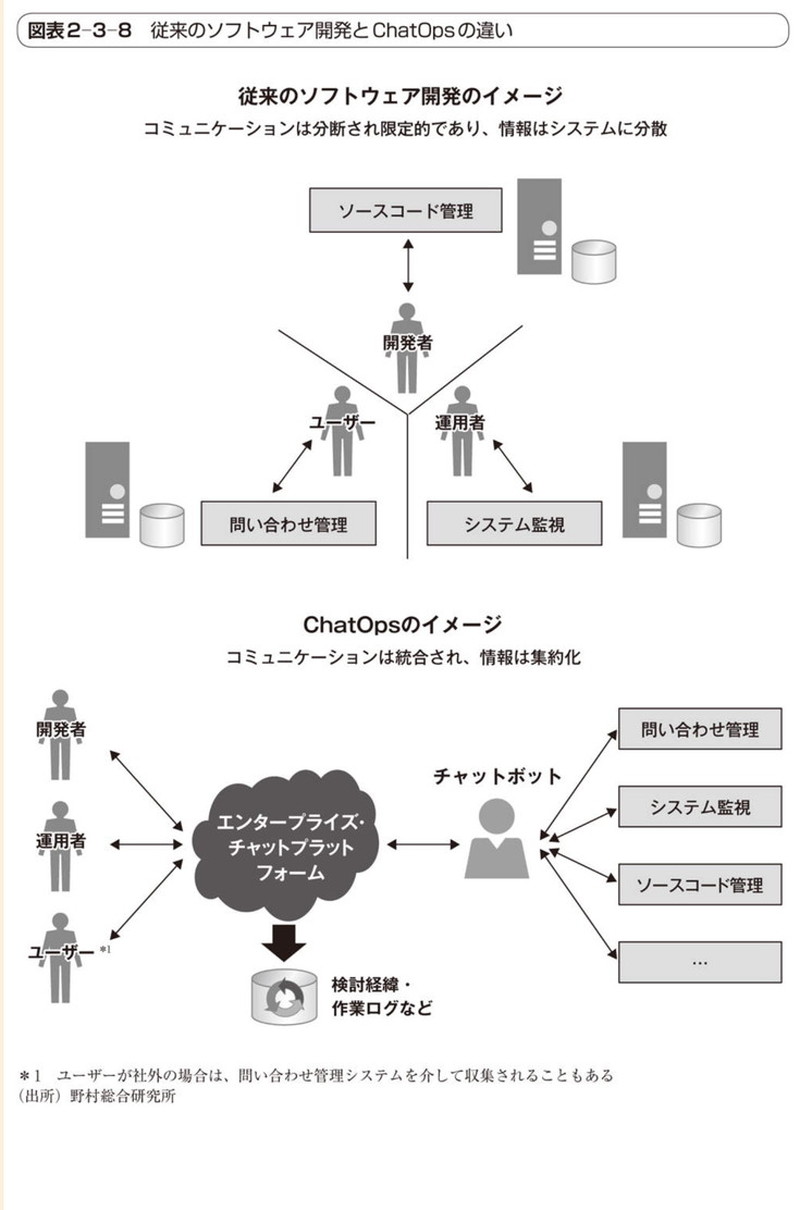 図表2-3-8 従来のソフトウェア開発とChatOpsの違い
従来のソフトウェア開発のイメージ
コミュニケーションは分断され限定的であり、情報はシステムに分散
ソースコード管理
開発者
ユーザー
運用者
問い合わせ管理
システム監視
ChatOpsのイメージ
コミュニケーションは統合され、情報は集約化
開発者
運用者
ユーザー *1
エンタープライズ・
チャットプラット
フォーム
チャットボット
問い合わせ管理
システム監視
ソースコード管理
…
検討経緯・
作業ログなど
*1 ユーザーが社外の場合は、問い合わせ管理システムを介して収集されることもある
(出所)野村総合研究所